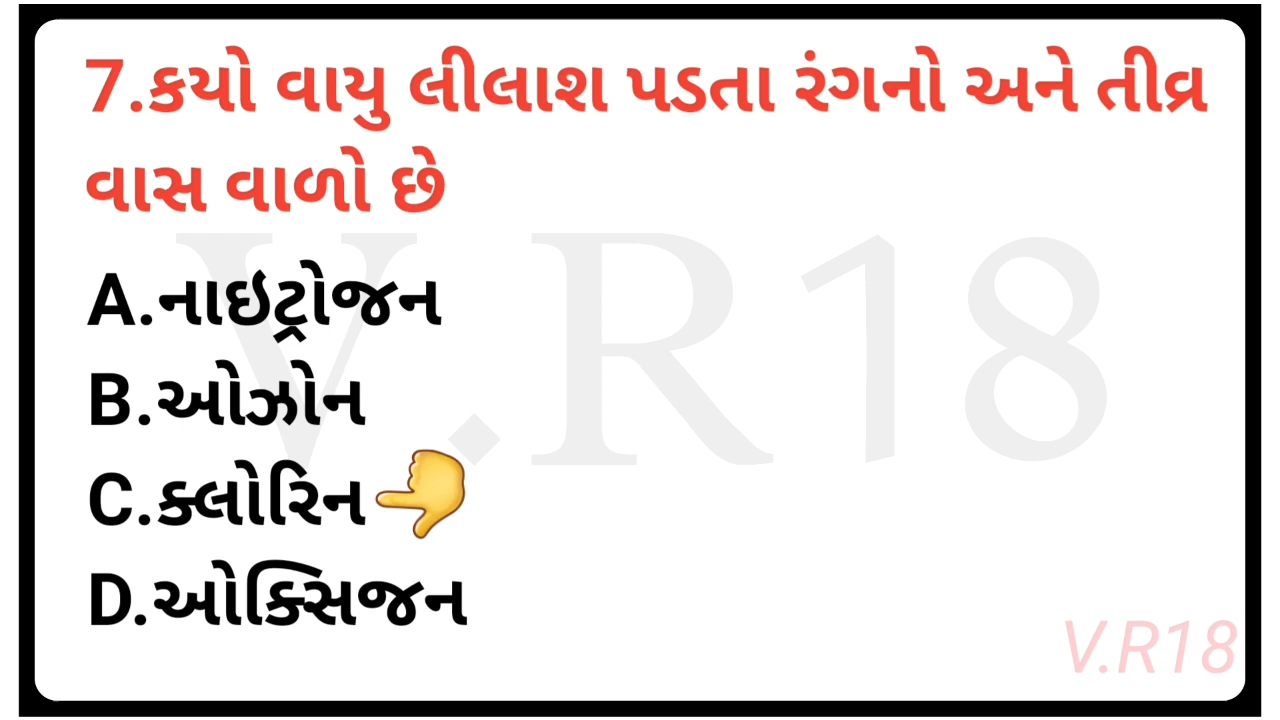 7.કયો વાયુ લીલાશ પડતા રંગનો અને તીવ્ર
વાસ વાળો છે
A.નાઇટ્રોજન
B.ઓઝોન
C.ક્લોરિન
D.ઓક્સિજન
V.R18
V.R18